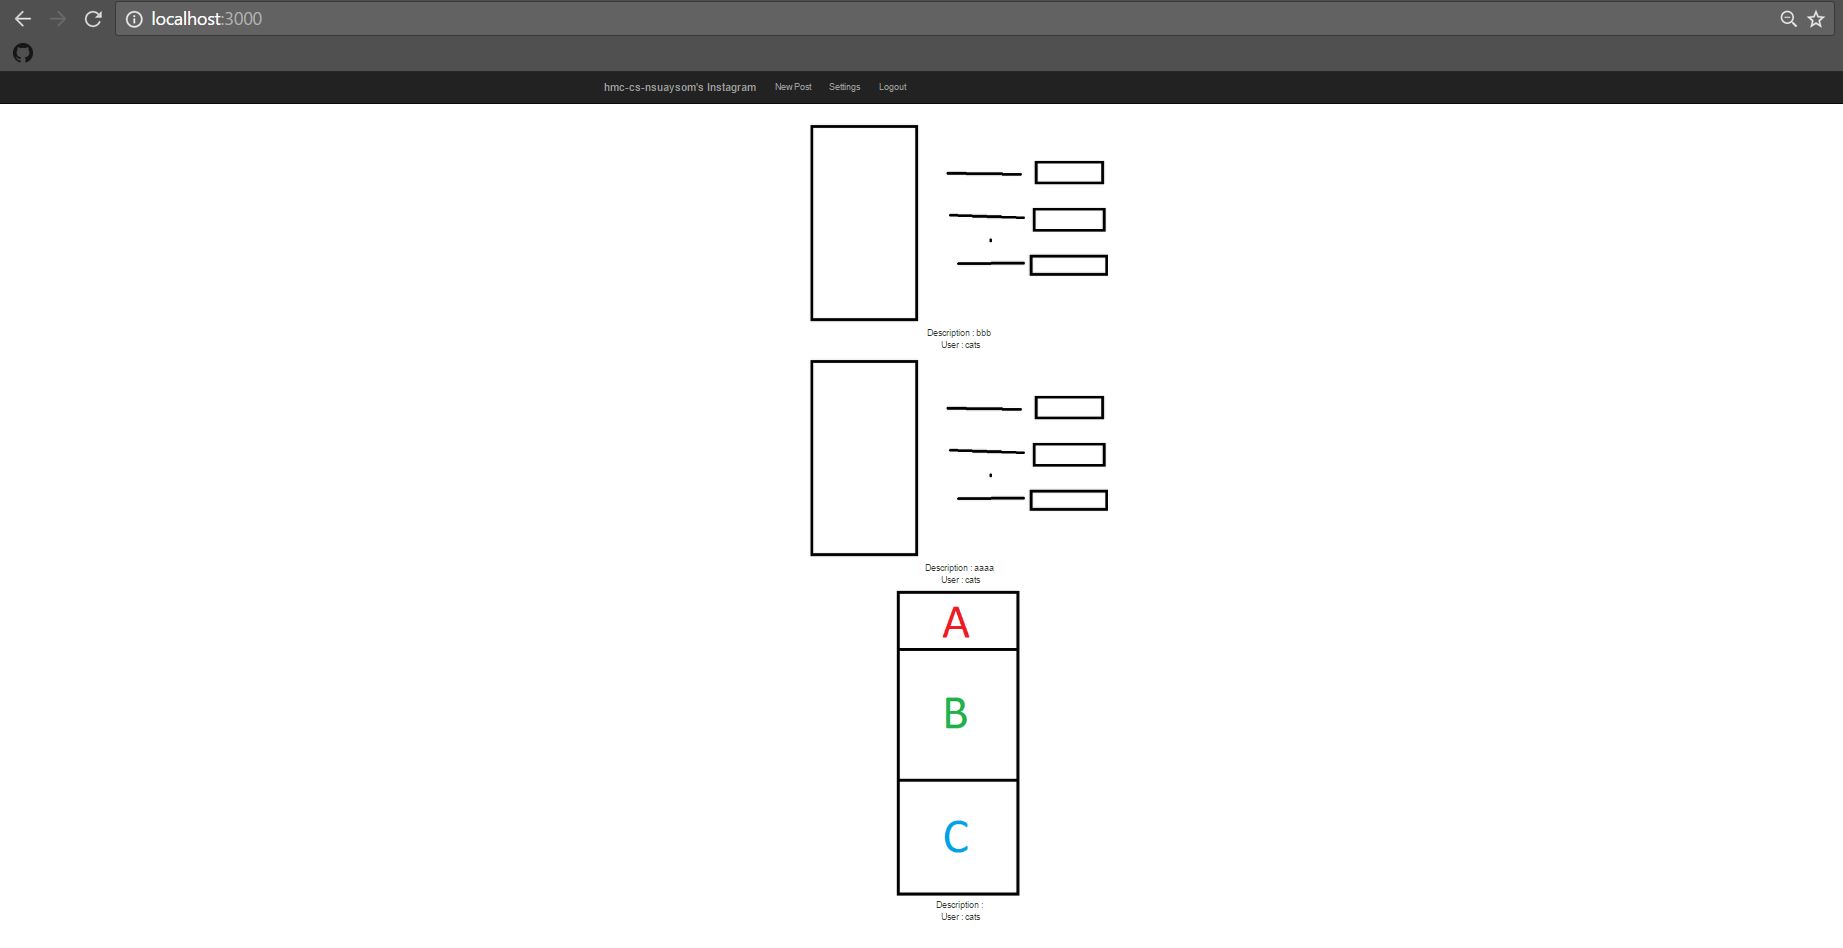 localhost:3000
hmc-cs-nsuaysom's Instagram New Post Settings Logout
Description : bbb
User : cats
Description : aaaa
User : cats
A
B
C
Description :
User : cats